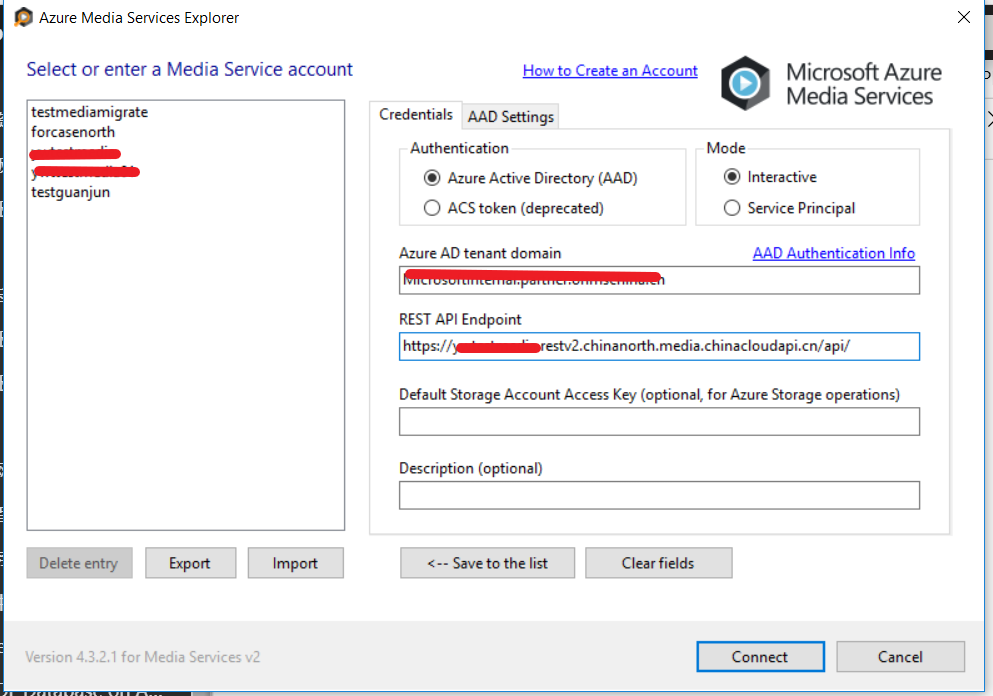 Azure Media Services Explorer
Select or enter a Media Service account
How to Create an Account
Microsoft Azure
Media Services
testmediamigrate
forcasenorth
testguanjun
Credentials
AAD Settings
Authentication
Azure Active Directory (AAD)
ACS token (deprecated)
Mode
Interactive
Service Principal
Azure AD tenant domain
AAD Authentication Info
REST API Endpoint
https://y restv2.chinanorth.media.chinacloudapi.cn/api/
Default Storage Account Access Key (optional, for Azure Storage operations)
Description (optional)
Delete entry
Export
Import
<-- Save to the list
Clear fields
Version 4.3.2.1 for Media Services v2
Connect
Cancel